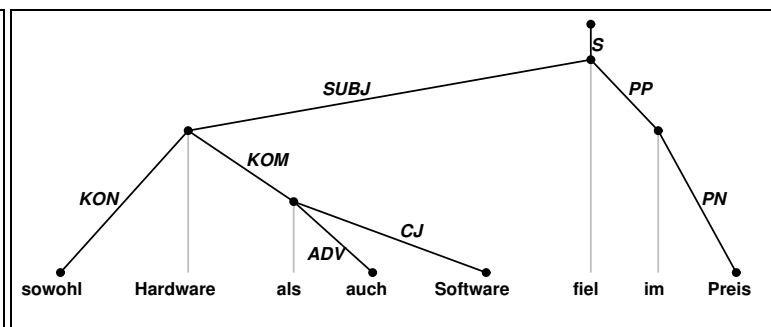 S
SUBJ PP
KOM
KON PN
CJ
ADV
sowohl Hardware als auch Software fiel im Preis